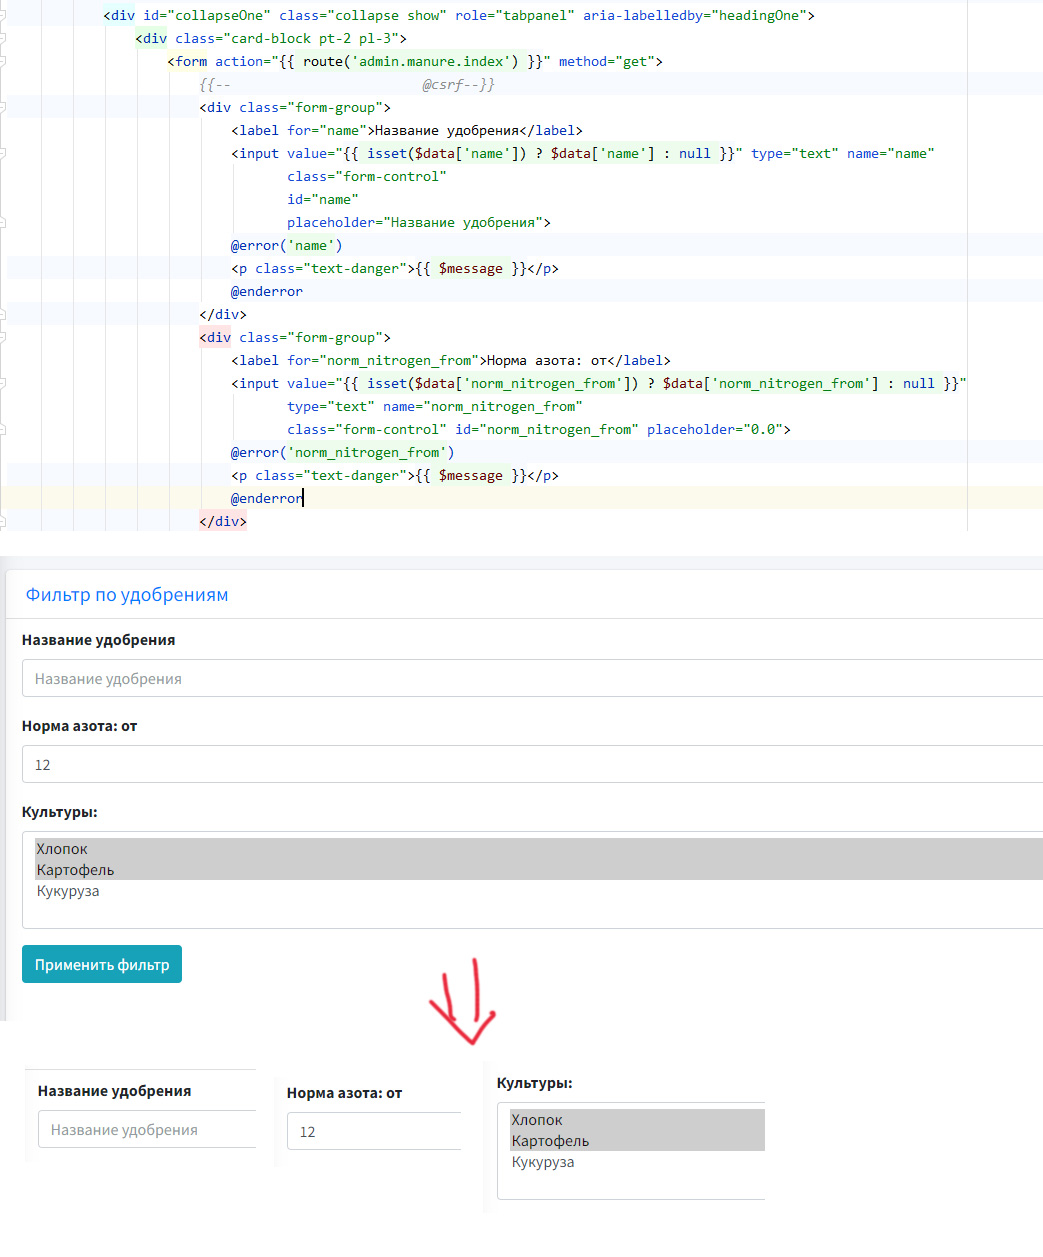 <div id="collapseOne" class="collapse show" role="tabpanel" aria-labelledby="headingOne">
<div class="card-block pt-2 pl-3">
<form action="{{ route('admin.manure.index') }}" method="get">
{{-- @csrf--}}
<div class="form-group">
<label for="name">Название удобрения</label>
<input value="{{ isset($data['name']) ? $data['name'] : null }}" type="text" name="name"
class="form-control"
id="name"
placeholder="Название удобрения">
@error('name')
<p class="text-danger">{{ $message }}</p>
@enderror
</div>
<div class="form-group">
<label for="norm_nitrogen_from">Норма азота: от</label>
<input value="{{ isset($data['norm_nitrogen_from']) ? $data['norm_nitrogen_from'] : null }}"
type="text" name="norm_nitrogen_from"
class="form-control" id="norm_nitrogen_from" placeholder="0.0">
@error('norm_nitrogen_from')
<p class="text-danger">{{ $message }}</p>
@enderror
</div>
Фильтр по удобрениям
Название удобрения
Название удобрения
Норма азота: от
12
Культуры:
Хлопок
Картофель
Кукуруза
Применить фильтр
Название удобрения
Название удобрения
Норма азота: от
12
Культуры:
Хлопок
Картофель
Кукуруза